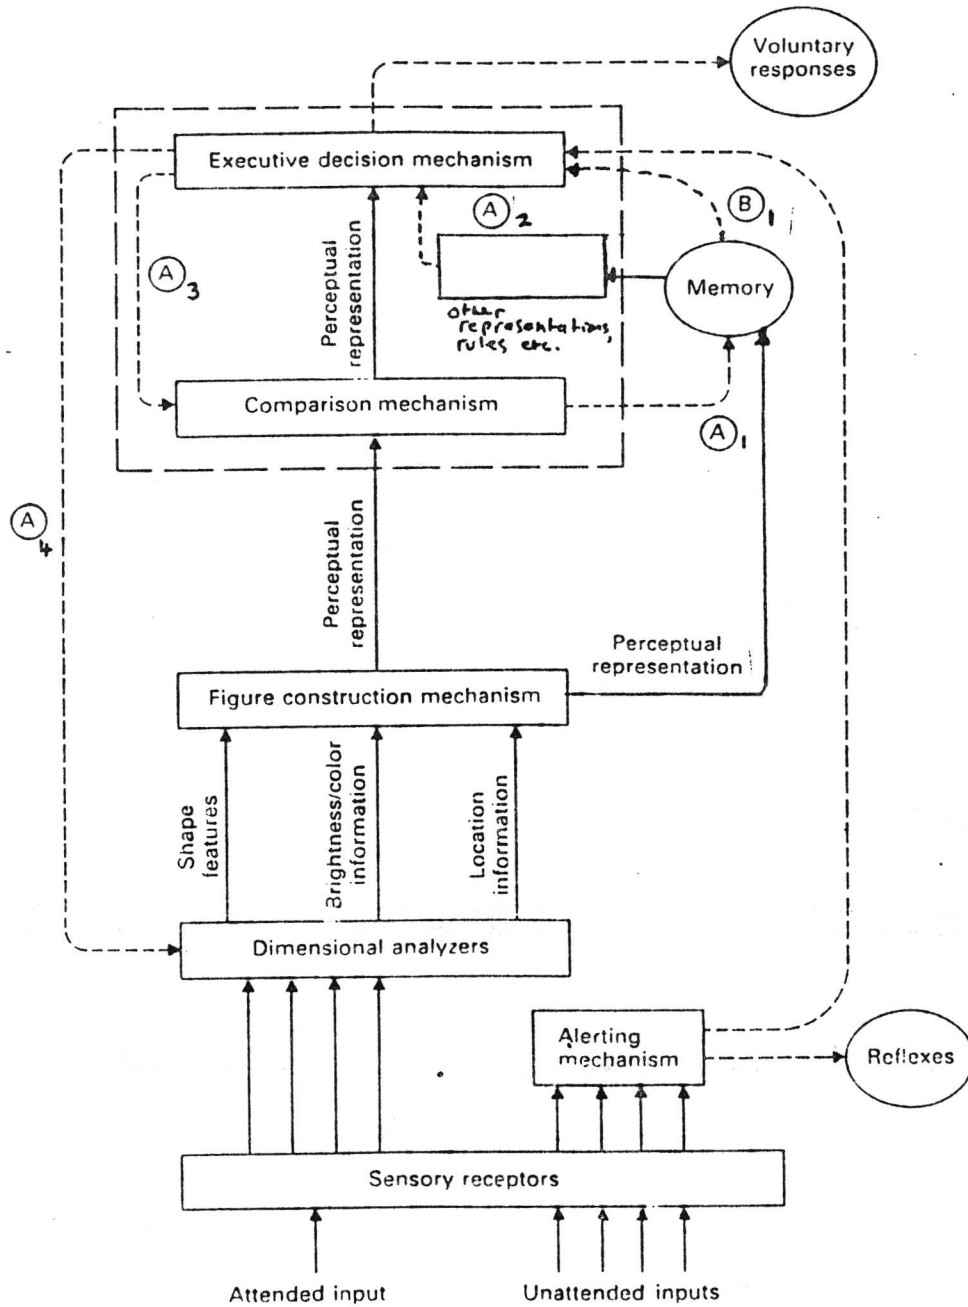 Voluntary
responses
Executive decision mechanism
A 2
B 1
A 3
Perceptual
representation
Memory
other
representations,
rules etc.
Comparison mechanism
A 1
A 4
Perceptual
representation
Perceptual
representation
Figure construction mechanism
Shape
features
Brightness/color
information
Location
information
Dimensional analyzers
Alerting
mechanism
Reflexes
Sensory receptors
Attended input
Unattended inputs